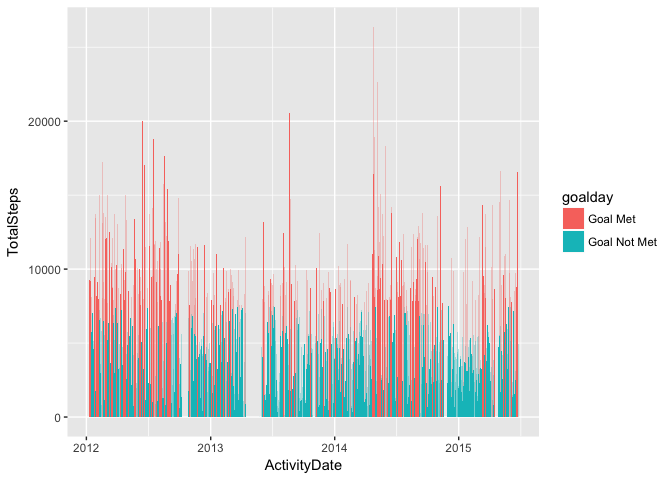 20000
10000
0
TotalSteps
2012
2013
2014
2015
ActivityDate
goalday
Goal Met
Goal Not Met